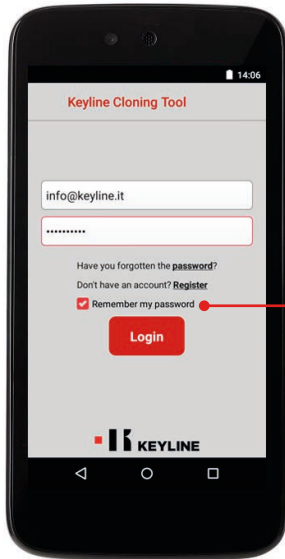 14:06
Keyline Cloning Tool
info@keyline.it
••••••••••
Have you forgotten the password?
Don't have an account? Register
Remember my password
Login
KEYLINE